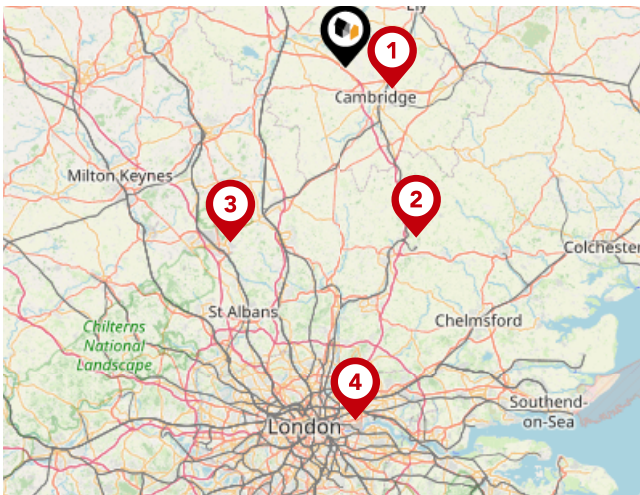 Ely
1
Cambridge
Milton Keynes
3
2
Colchester
St Albans
Chelmsford
Chilterns
National
Landscape
4
Southend-
on-Sea
London